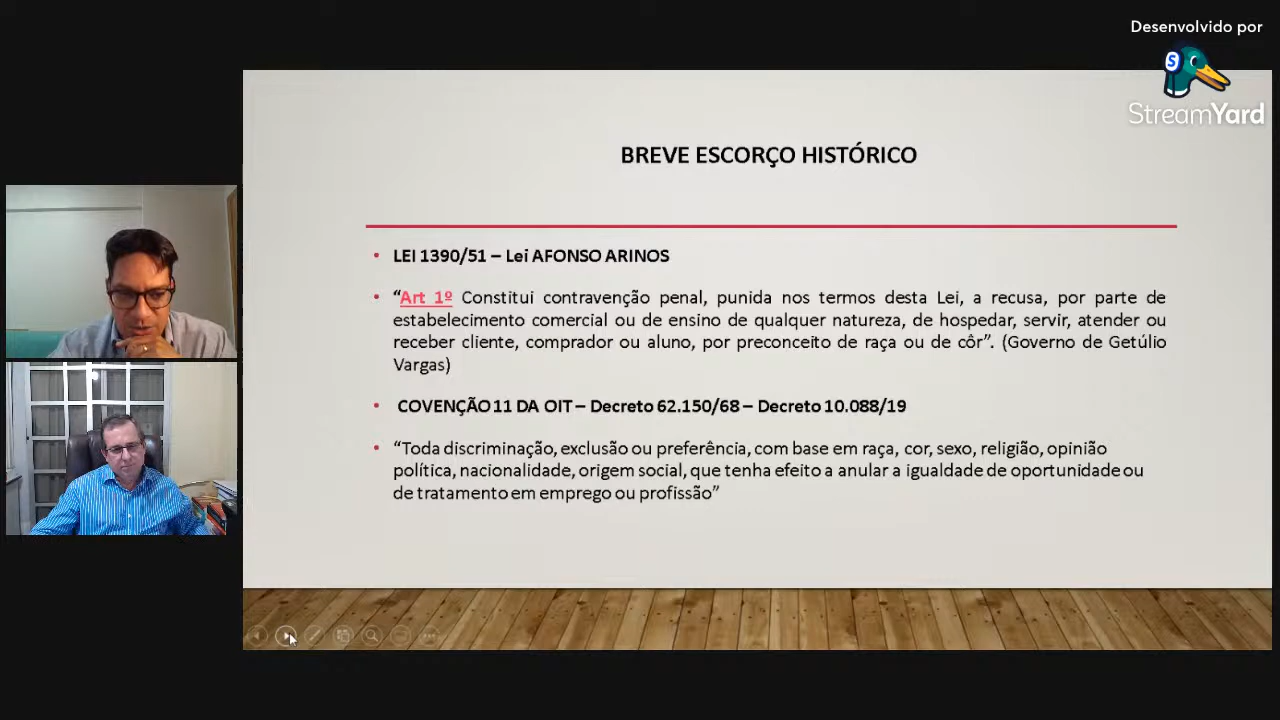 Desenvolvido por
StreamYard
BREVE ESCORÇO HISTÓRICO
• LEI 1390/51 – Lei AFONSO ARINOS
• “Art 1º Constitui contravenção penal, punida nos termos desta Lei, a recusa, por parte de
estabelecimento comercial ou de ensino de qualquer natureza, de hospedar, servir, atender ou
receber cliente, comprador ou aluno, por preconceito de raça ou de côr”. (Governo de Getúlio
Vargas)
• COVENÇÃO 11 DA OIT – Decreto 62.150/68 – Decreto 10.088/19
• “Toda discriminação, exclusão ou preferência, com base em raça, cor, sexo, religião, opinião
política, nacionalidade, origem social, que tenha efeito a anular a igualdade de oportunidade ou
de tratamento em emprego ou profissão”